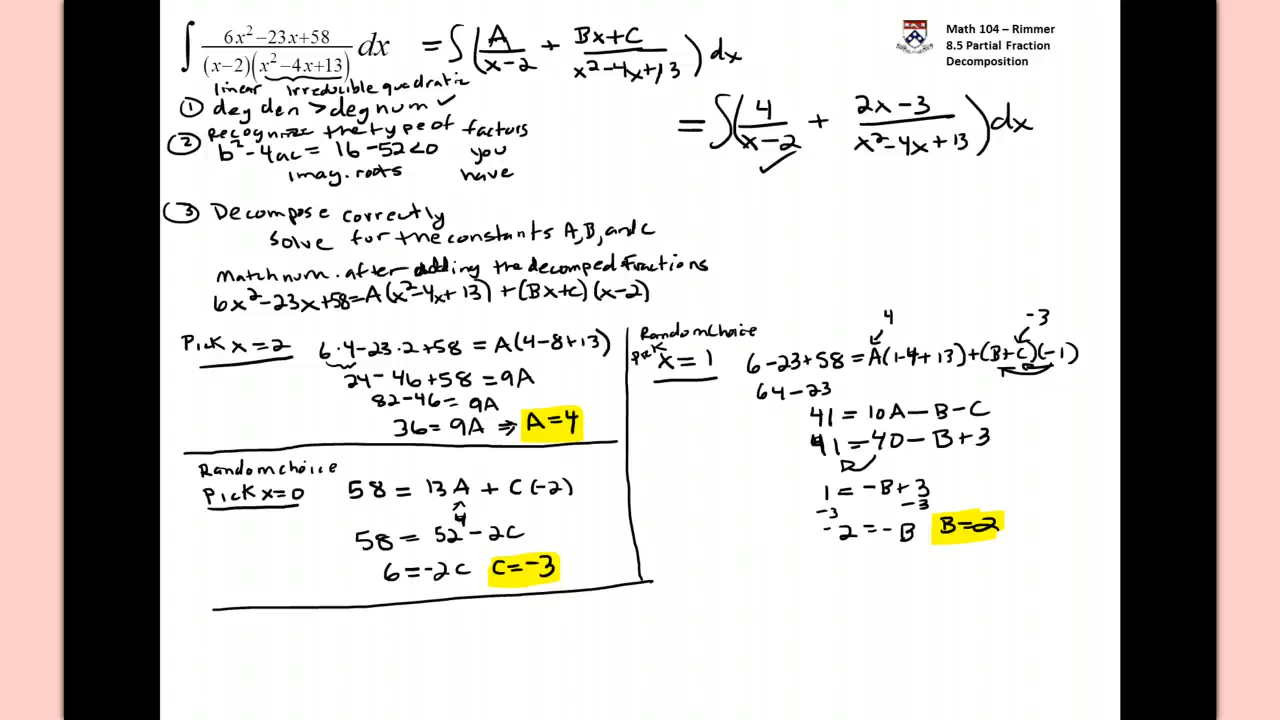 ∫ (6x² − 23x + 58) / ((x−2)(x² − 4x + 13)) dx = ∫ ( A/(x−2) + (Bx+C)/(x²−4x+13) ) dx
linear irreducible quadratic
Math 104 – Rimmer
8.5 Partial Fraction
Decomposition
= ∫ ( 4/(x−2) + (2x−3)/(x²−4x+13) ) dx
✓
① deg den > deg num ✓
② Recognize the type of factors
b²−4ac = 16−52<0 you
imag. roots have
③ Decompose correctly
solve for the constants A, B, and C
Match num. after adding the decomped fractions
6x²−23x+58 = A(x²−4x+13) + (Bx+C)(x−2)
Pick x=2 6·4−23·2+58 = A(4−8+13)
24−46+58 = 9A
82−46 = 9A
36 = 9A ⇒ A=4
Random choice
Pick x=0 58 = 13A + C(−2)
4
58 = 52 − 2C
6 = −2C C=−3
Random choice
pick x=1
4 −3
6−23+58 = A(1−4+13)+(B+C)(−1)
64−23
41 = 10A − B − C
41 = 40 − B + 3
1 = −B + 3
−3 −3
−2 = −B B=2